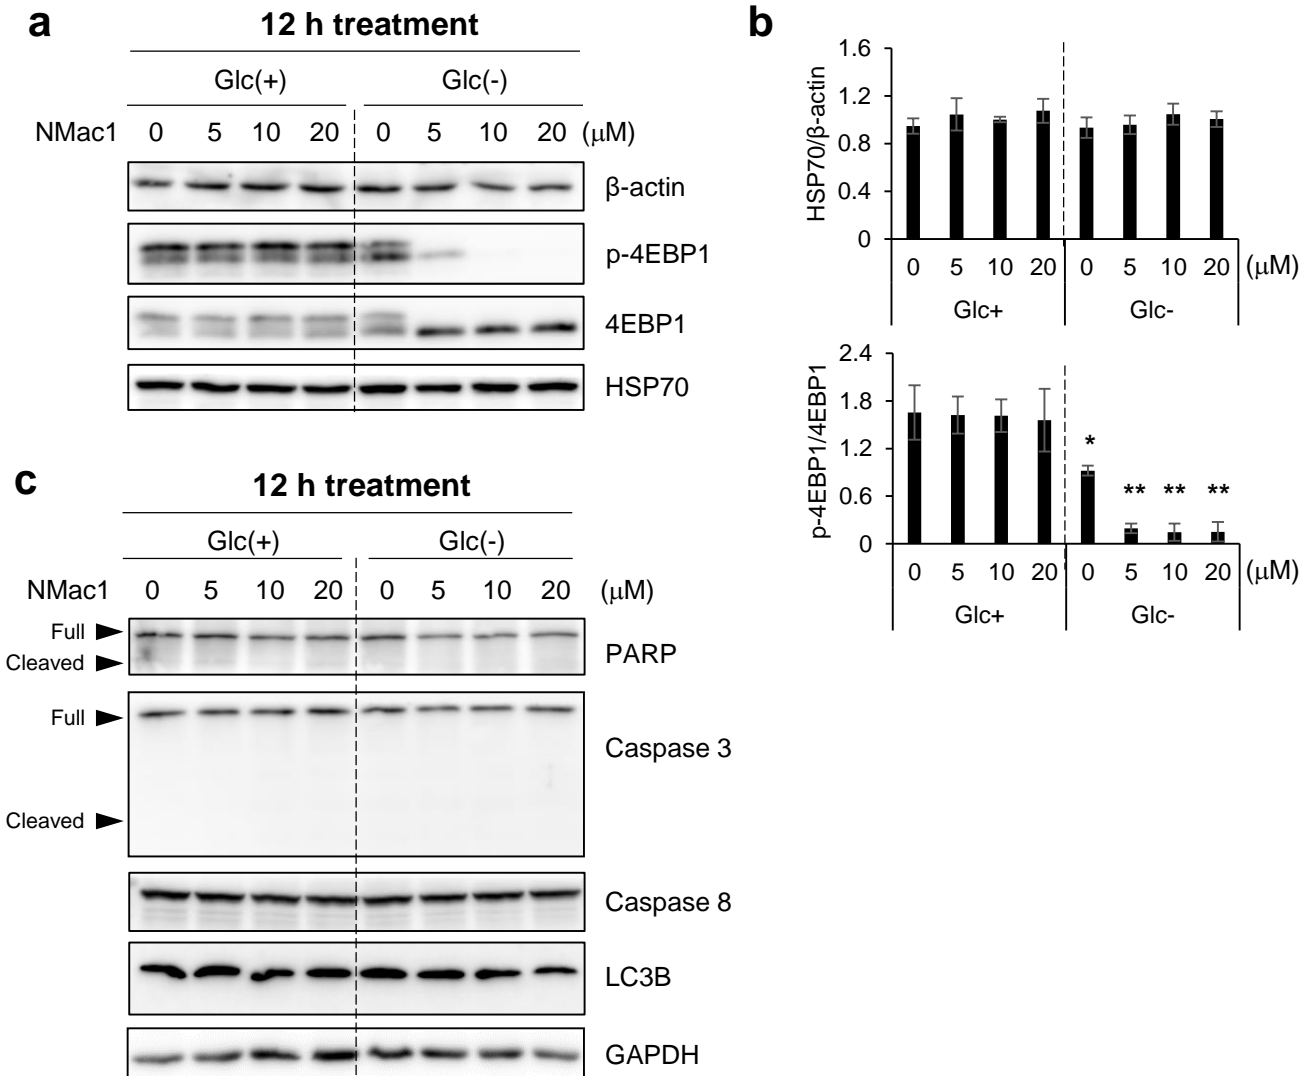 a
12 h treatment
Glc(+) Glc(-)
NMac1 0 5 10 20 0 5 10 20 (μM)
β-actin
p-4EBP1
4EBP1
HSP70
b
HSP70/β-actin
1.6
1.2
0.8
0.4
0
0 5 10 20 0 5 10 20 (μM)
Glc+ Glc-
p-4EBP1/4EBP1
2.4
1.8
1.2
0.6
0
*
** ** **
0 5 10 20 0 5 10 20 (μM)
Glc+ Glc-
c
12 h treatment
Glc(+) Glc(-)
NMac1 0 5 10 20 0 5 10 20 (μM)
Full
Cleaved
PARP
Full
Caspase 3
Cleaved
Caspase 8
LC3B
GAPDH